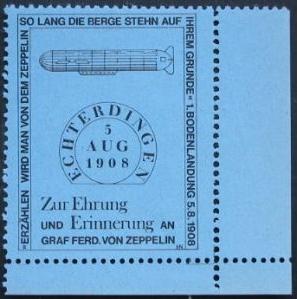 SO LANG DIE BERGE STEHN AUF
IHREM GRUNDE" 1.BODENLANDUNG 5.8.1908
"ERZÄHLEN WIRD MAN VON DEM ZEPPELIN
ECHTERDINGEN
5
AUG
1908
Zur Ehrung
UND Erinnerung AN
GRAF FERD. VON ZEPPELIN